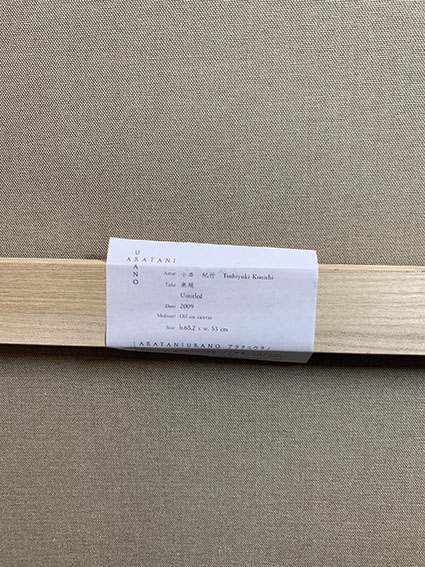 URANO
ARATANI
Artist 小西 紀行 Toshiyuki Konishi
Title 無題
Untitled
Date 2009
Medium Oil on canvas
Size h.65.2 x w. 53 cm
ARATANIURANO アラタニウラノ